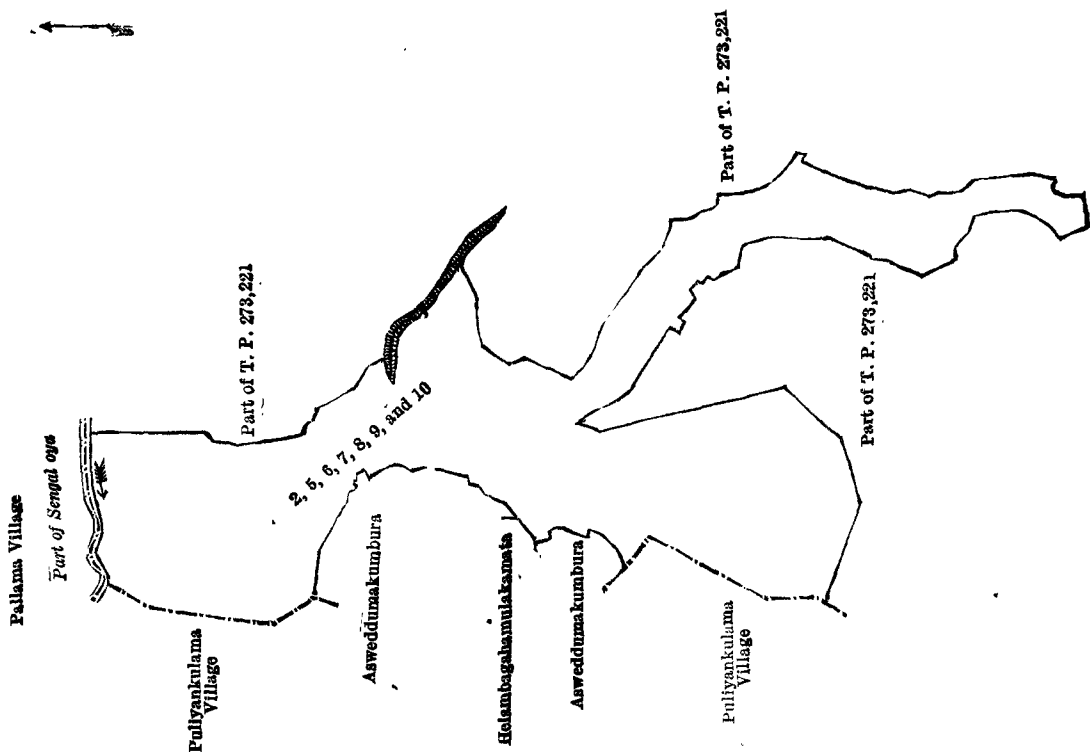 Pallama Village
Part of Sengal oya
Part of T. P. 273,221
Puliyankulama
Village
2, 5, 6, 7, 8, 9, and 10
Asweddumakumbura
Helambagahamulakamata
Asweddumakumbura
Puliyankulama
Village
Part of T. P. 273,221
Part of T. P. 273,221